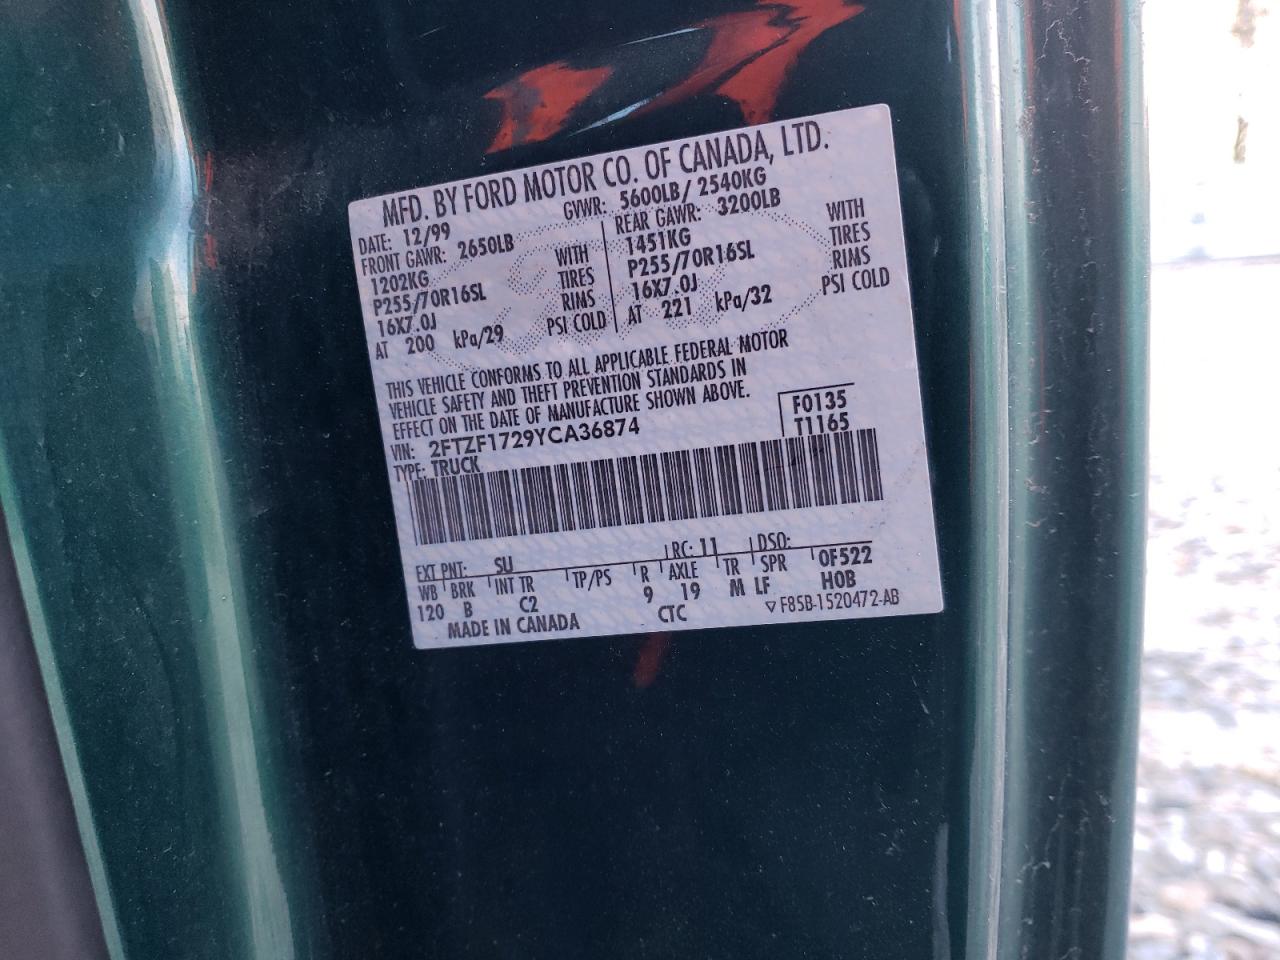 MFD. BY FORD MOTOR CO. OF CANADA, LTD.
DATE: 12/99 GVWR: 5600LB/ 2540KG
FRONT GAWR: 2650LB REAR GAWR: 3200LB
1202KG WITH 1451KG WITH
P255/70R16SL TIRES P255/70R16SL TIRES
16X7.0J RIMS 16X7.0J RIMS
AT 200 kPa/29 PSI COLD AT 221 kPa/32 PSI COLD
THIS VEHICLE CONFORMS TO ALL APPLICABLE FEDERAL MOTOR
VEHICLE SAFETY AND THEFT PREVENTION STANDARDS IN
EFFECT ON THE DATE OF MANUFACTURE SHOWN ABOVE.
VIN: 2FTZF1729YCA36874 F0135
TYPE: TRUCK T1165
EXT PNT: SU RC: 11 DSO:
WB BRK INT TR TP/PS R AXLE TR SPR 0F522
120 B C2 9 19 M LF HOB
MADE IN CANADA CTC ▽ F85B-1520472-AB